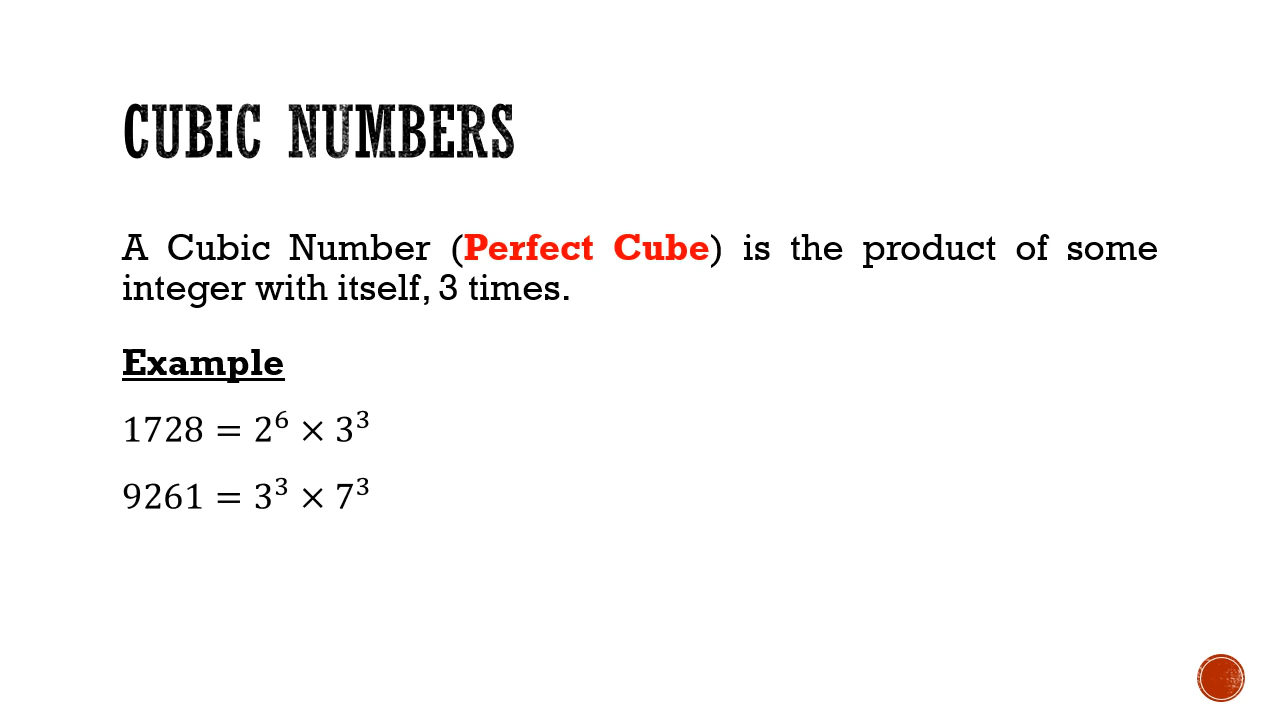 CUBIC NUMBERS
A Cubic Number (Perfect Cube) is the product of some
integer with itself, 3 times.
Example
1728 = 2⁶ × 3³
9261 = 3³ × 7³